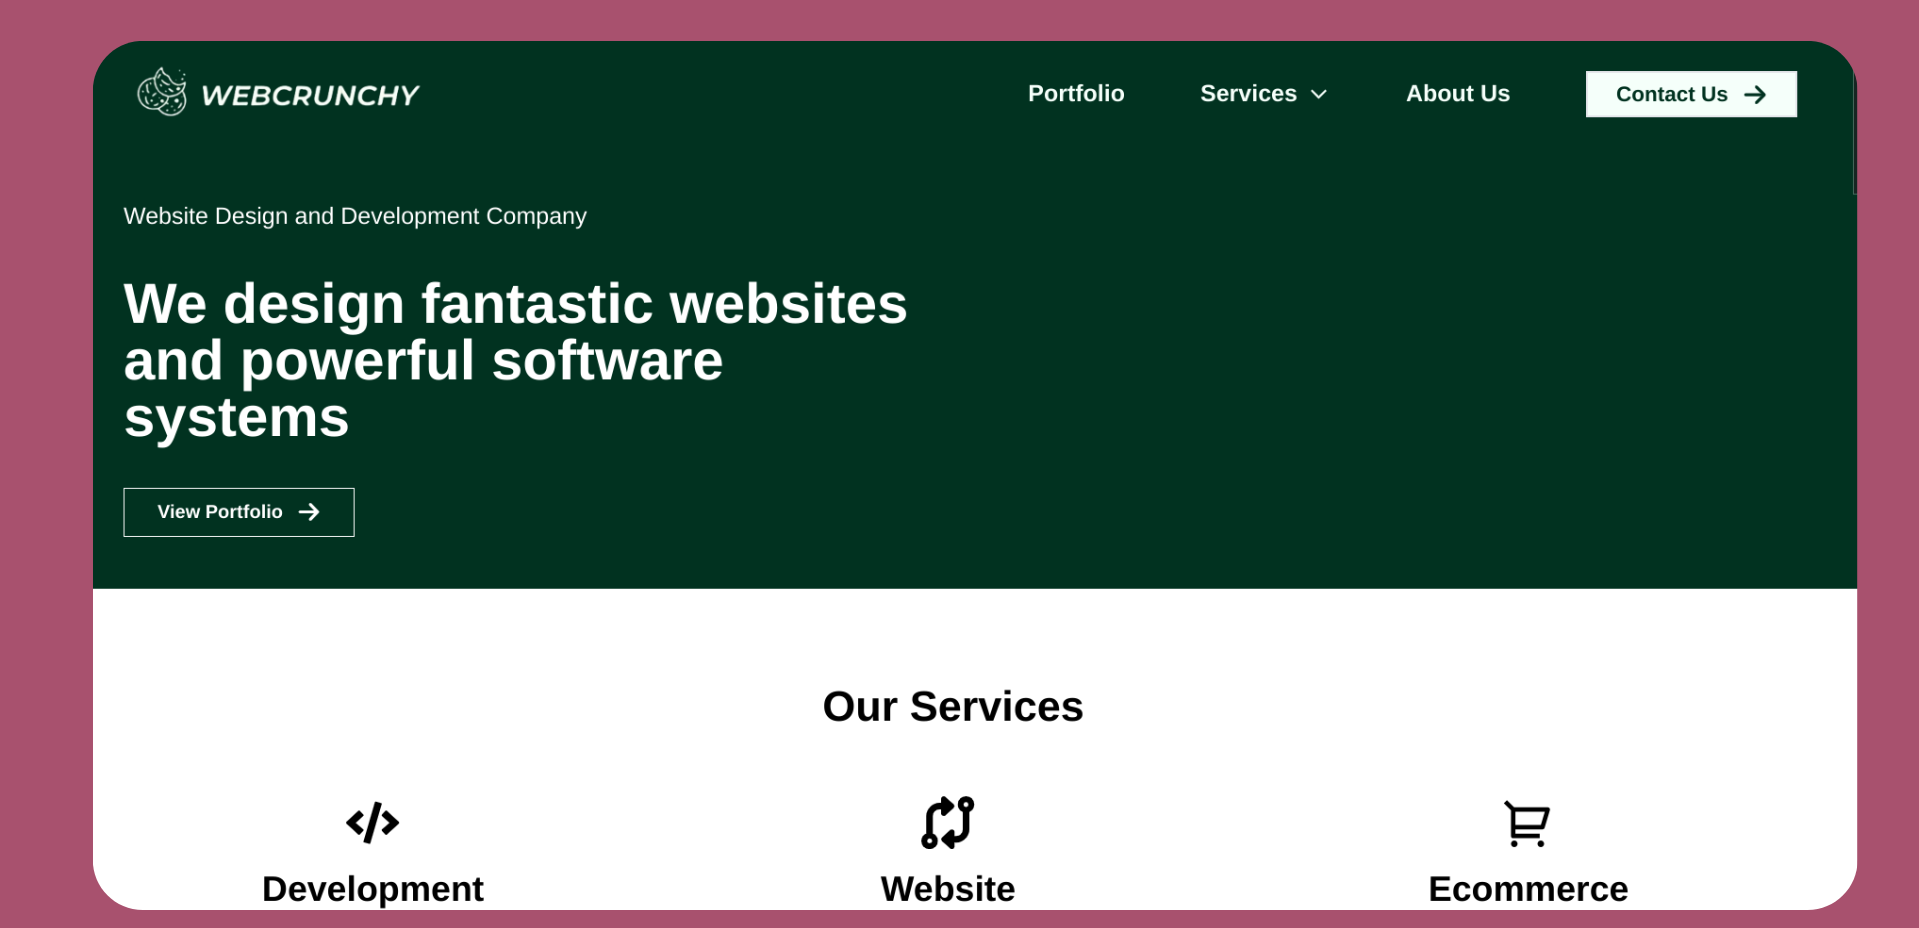 WEBCRUNCHY
Portfolio
Services
About Us
Contact Us
Website Design and Development Company
We design fantastic websites
and powerful software
systems
View Portfolio
Our Services
Development
Website
Ecommerce